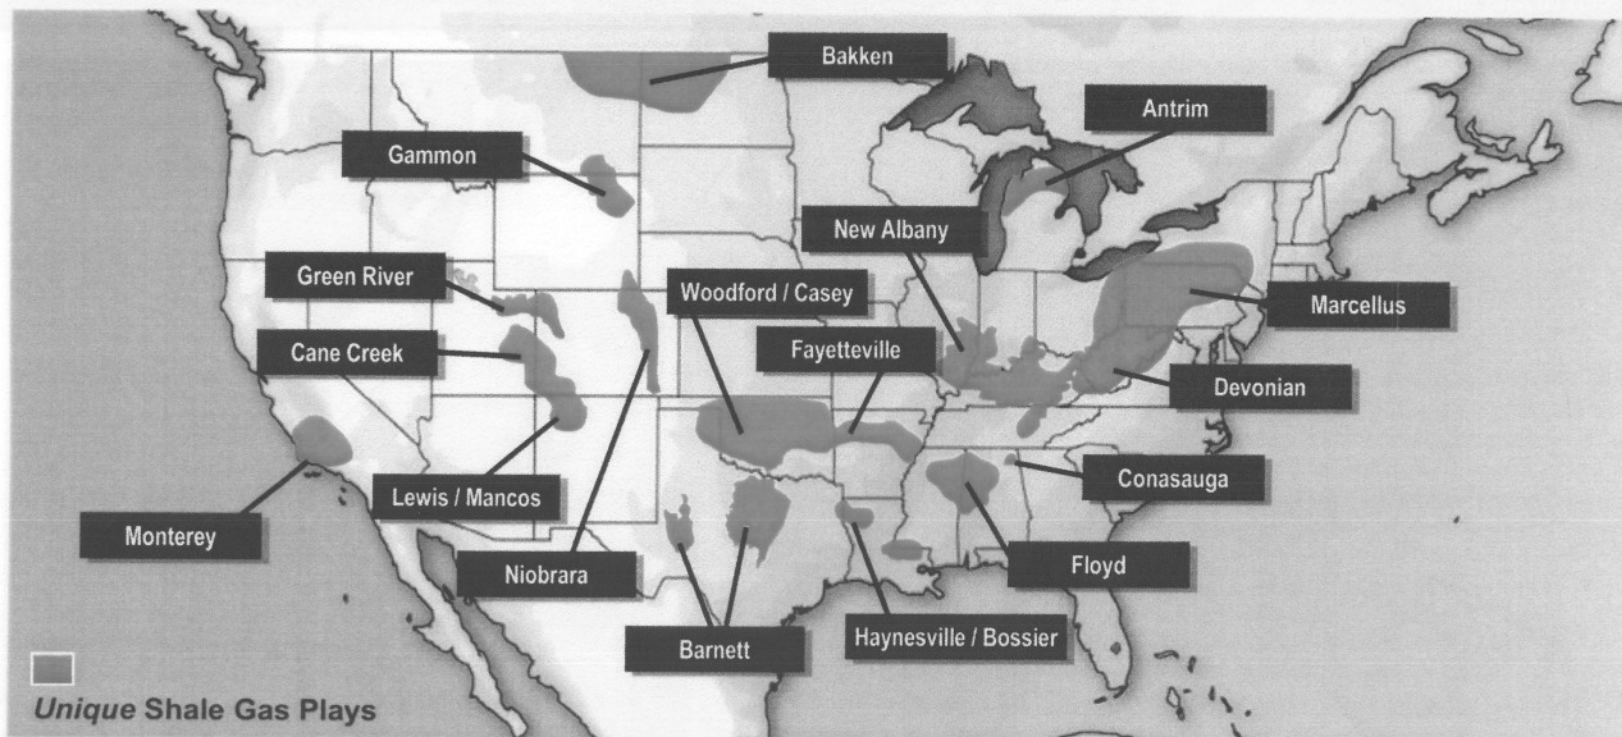 Bakken
Antrim
Gammon
New Albany
Green River
Woodford / Casey
Marcellus
Cane Creek
Fayetteville
Devonian
Lewis / Mancos
Conasauga
Monterey
Niobrara
Floyd
Barnett
Haynesville / Bossier
Unique Shale Gas Plays